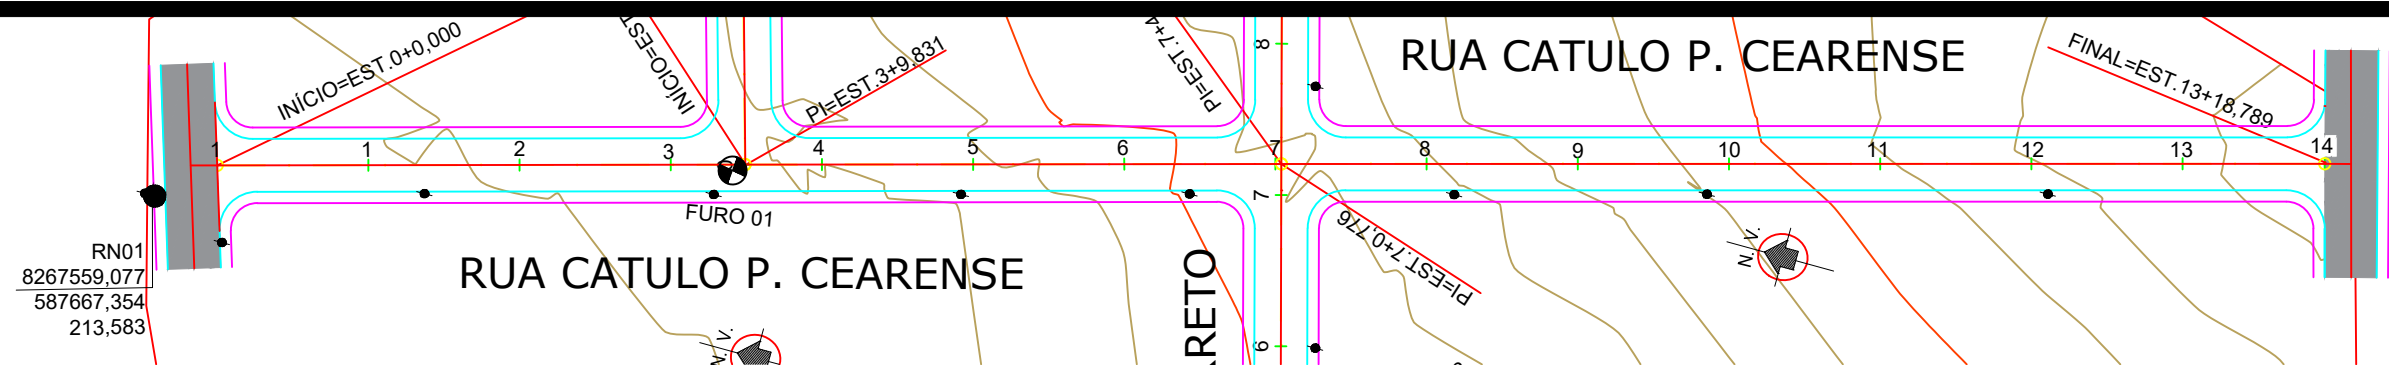 RUA CATULO P. CEARENSE
INÍCIO=EST.0+0,000
INÍCIO=EST
PI=EST.3+9,831
PI=EST.7+4
FINAL=EST.13+18,789
8
1
1
2
3
4
5
6
7
8
9
10
11
12
13
14
7
FURO 01
PI=EST.7+0,776
RN01
8267559,077
587667,354
213,583
RUA CATULO P. CEARENSE
RETO
N.V.
N.V.
6